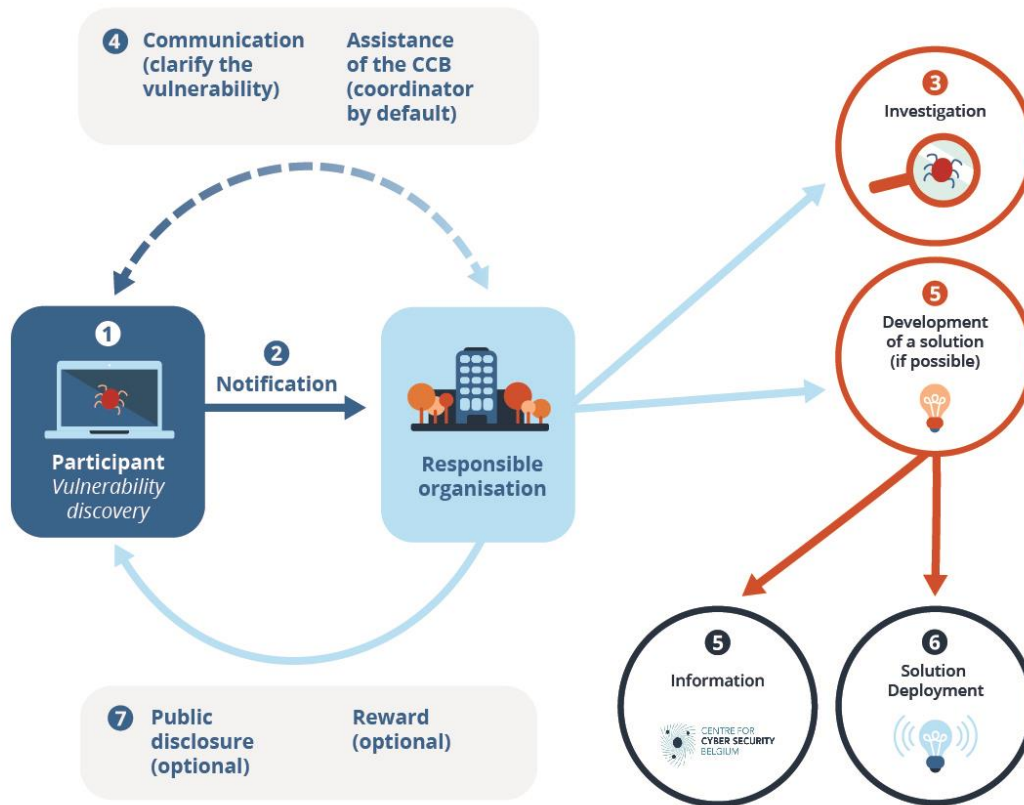 4 Communication
(clarify the
vulnerability)
Assistance
of the CCB
(coordinator
by default)
3
Investigation
1
Participant
Vulnerability
discovery
2
Notification
Responsible
organisation
5
Development
of a solution
(if possible)
5
Information
CENTRE FOR
CYBER SECURITY
BELGIUM
6
Solution
Deployment
7 Public
disclosure
(optional)
Reward
(optional)